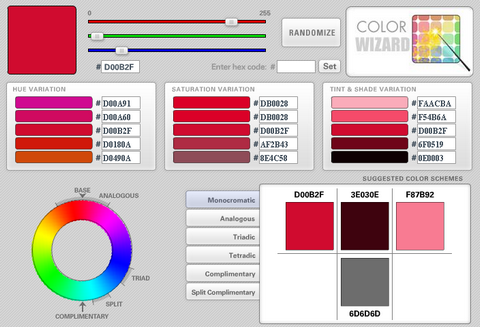 0
255
# D00B2F
RANDOMIZE
Enter hex code: #
Set
COLOR
WIZARD
HUE VARIATION
# D00A91
# D00A60
# D00B2F
# D0180A
# D0490A
SATURATION VARIATION
# DB0028
# DB0028
# D00B2F
# AF2B43
# 8E4C58
TINT & SHADE VARIATION
# FAACBA
# F54B6A
# D00B2F
# 6F0519
# 0E0003
SUGGESTED COLOR SCHEMES
BASE
ANALOGOUS
TRIAD
SPLIT
COMPLIMENTARY
Monocromatic
Analogous
Triadic
Tetradic
Complimentary
Split Complimentary
D00B2F
3E030E
F87B92
6D6D6D